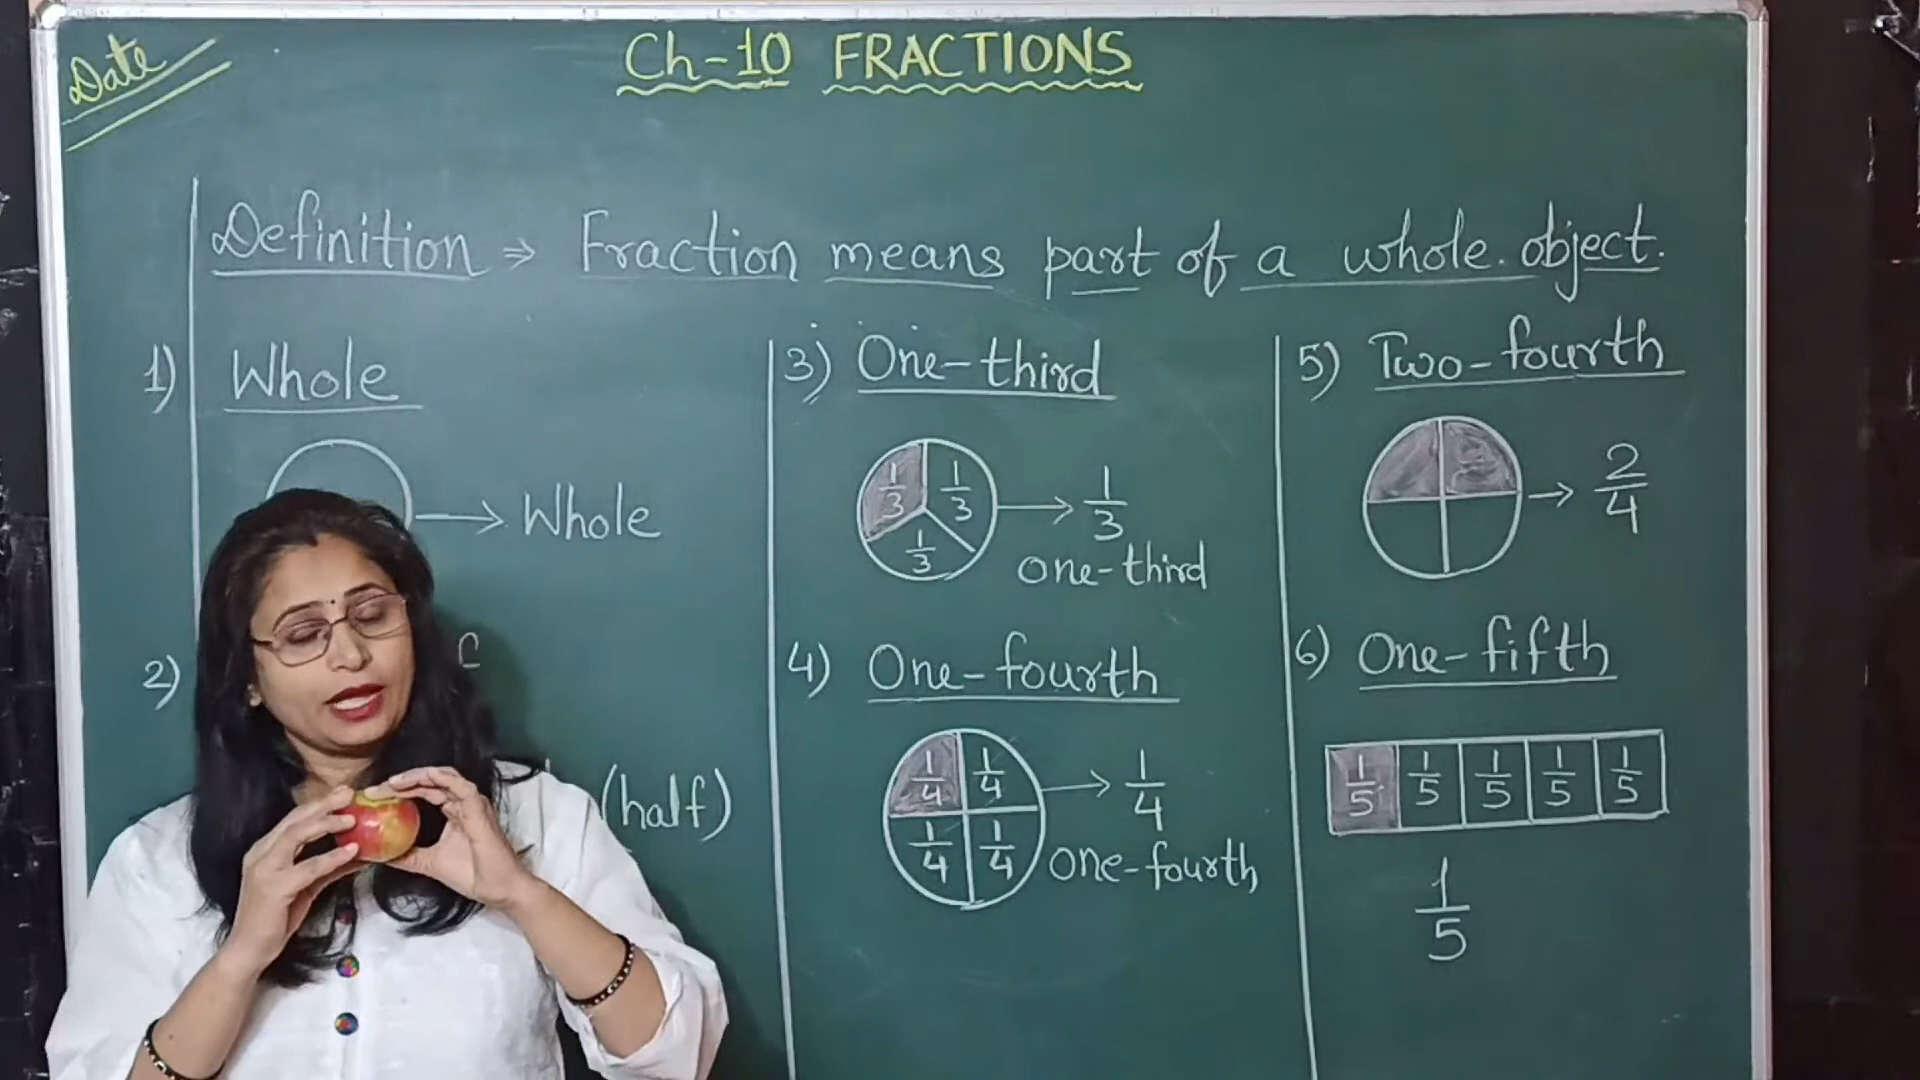 Date
Ch-10 FRACTIONS
Definition ⇒ Fraction means part of a whole. object.
1) Whole
→ Whole
2)
(half)
3) One-third
1/3 1/3
1/3
→ 1/3
one-third
4) One-fourth
1/4 1/4
1/4 1/4
→ 1/4
one-fourth
5) Two-fourth
→ 2/4
6) One-fifth
1/5 1/5 1/5 1/5 1/5
1/5